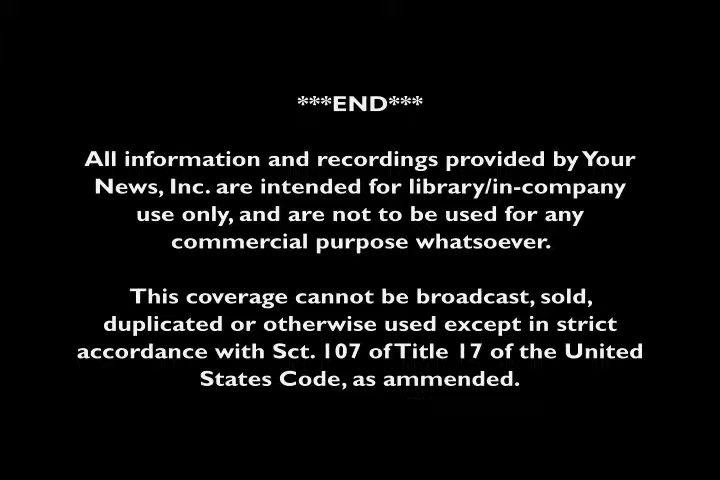 ***END***
All information and recordings provided by Your
News, Inc. are intended for library/in-company
use only, and are not to be used for any
commercial purpose whatsoever.
This coverage cannot be broadcast, sold,
duplicated or otherwise used except in strict
accordance with Sct. 107 of Title 17 of the United
States Code, as ammended.